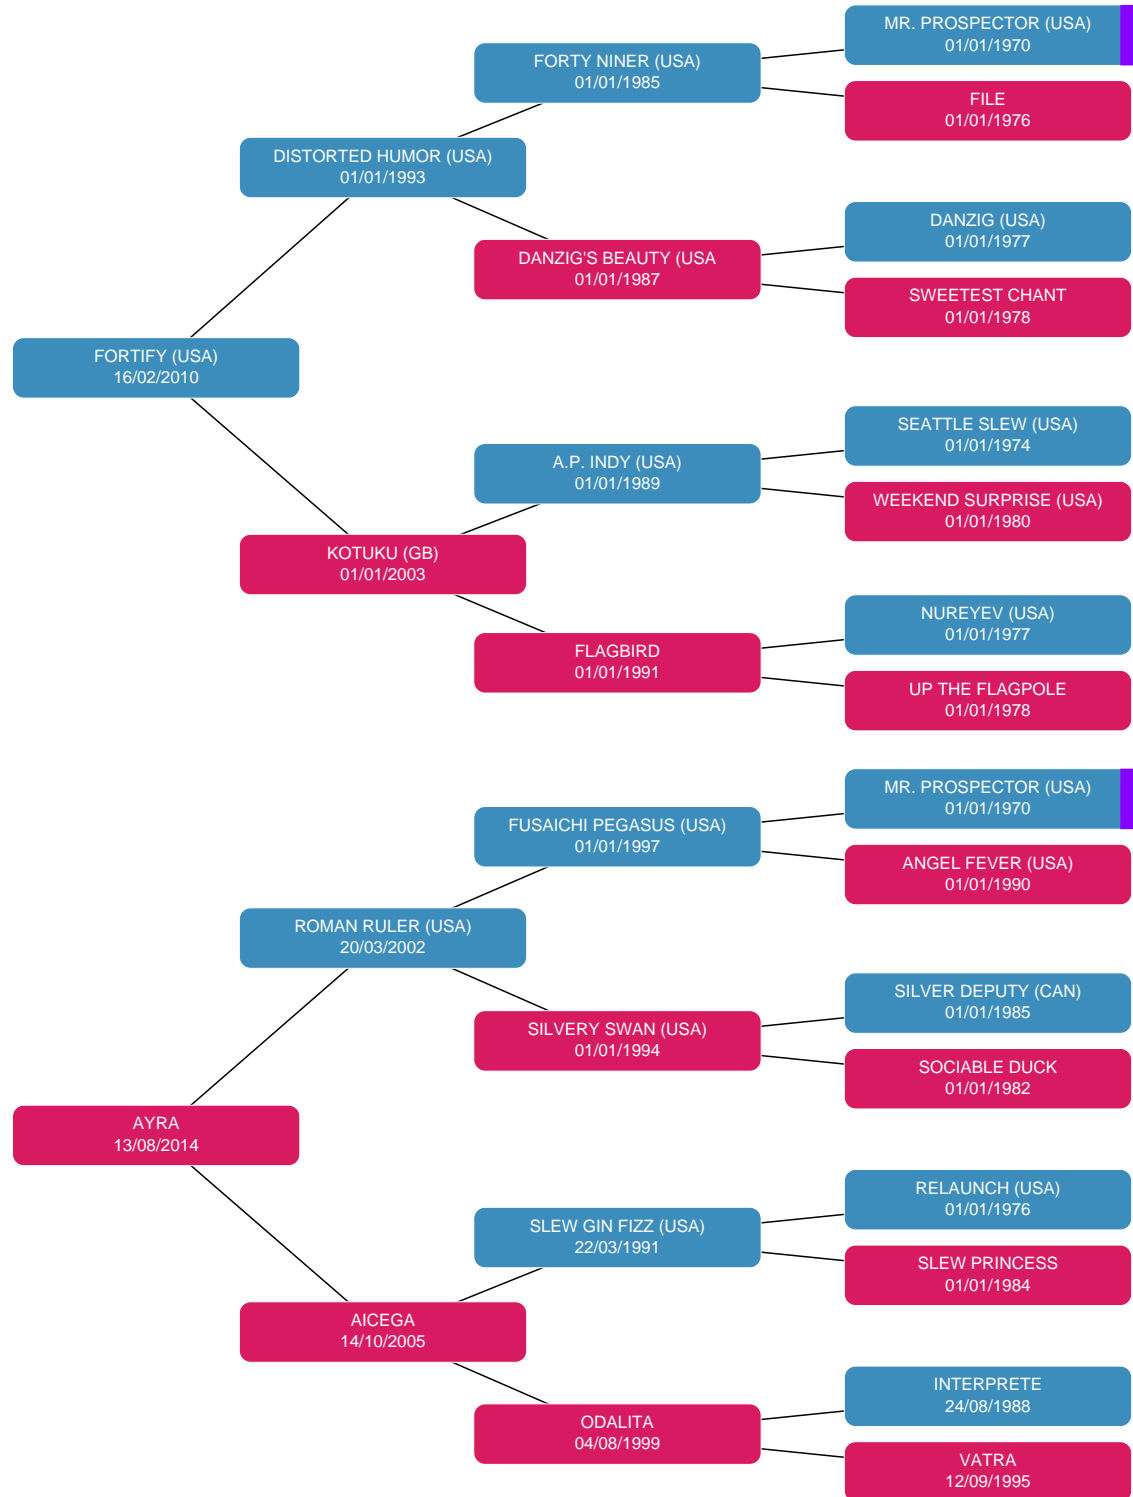 MR. PROSPECTOR (USA)
01/01/1970
FORTY NINER (USA)
01/01/1985
FILE
01/01/1976
DISTORTED HUMOR (USA)
01/01/1993
DANZIG (USA)
01/01/1977
DANZIG'S BEAUTY (USA
01/01/1987
SWEETEST CHANT
01/01/1978
FORTIFY (USA)
16/02/2010
SEATTLE SLEW (USA)
01/01/1974
A.P. INDY (USA)
01/01/1989
WEEKEND SURPRISE (USA)
01/01/1980
KOTUKU (GB)
01/01/2003
NUREYEV (USA)
01/01/1977
FLAGBIRD
01/01/1991
UP THE FLAGPOLE
01/01/1978
MR. PROSPECTOR (USA)
01/01/1970
FUSAICHI PEGASUS (USA)
01/01/1997
ANGEL FEVER (USA)
01/01/1990
ROMAN RULER (USA)
20/03/2002
SILVER DEPUTY (CAN)
01/01/1985
SILVERY SWAN (USA)
01/01/1994
SOCIABLE DUCK
01/01/1982
AYRA
13/08/2014
RELAUNCH (USA)
01/01/1976
SLEW GIN FIZZ (USA)
22/03/1991
SLEW PRINCESS
01/01/1984
AICEGA
14/10/2005
INTERPRETE
24/08/1988
ODALITA
04/08/1999
VATRA
12/09/1995